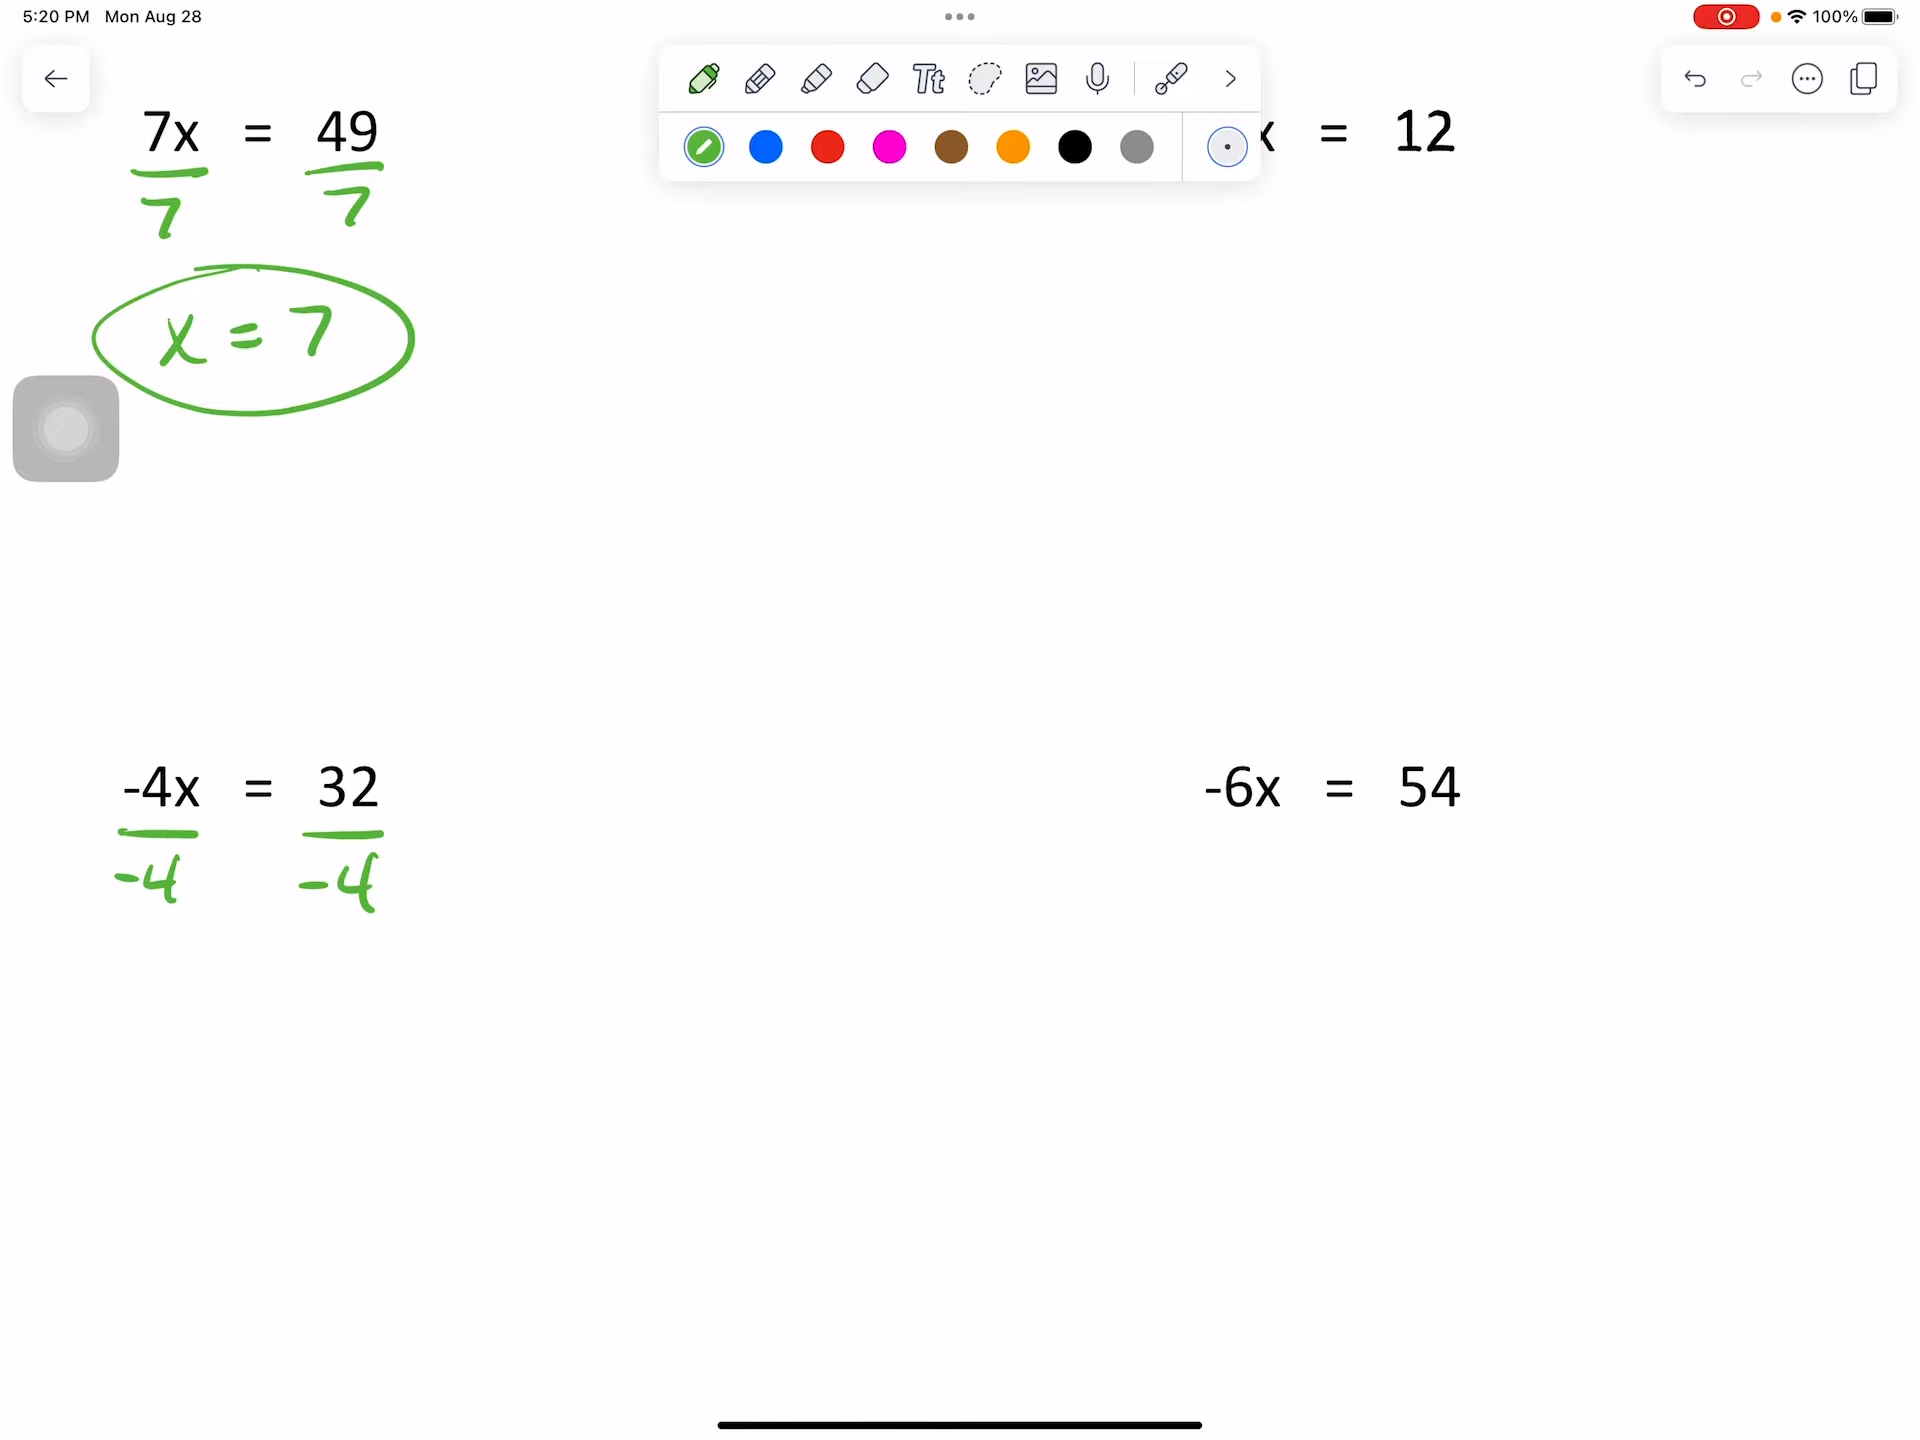 5:20 PM Mon Aug 28
100%
Tt
7x = 49
7 7
x = 7
x = 12
-4x = 32
-4 -4
-6x = 54